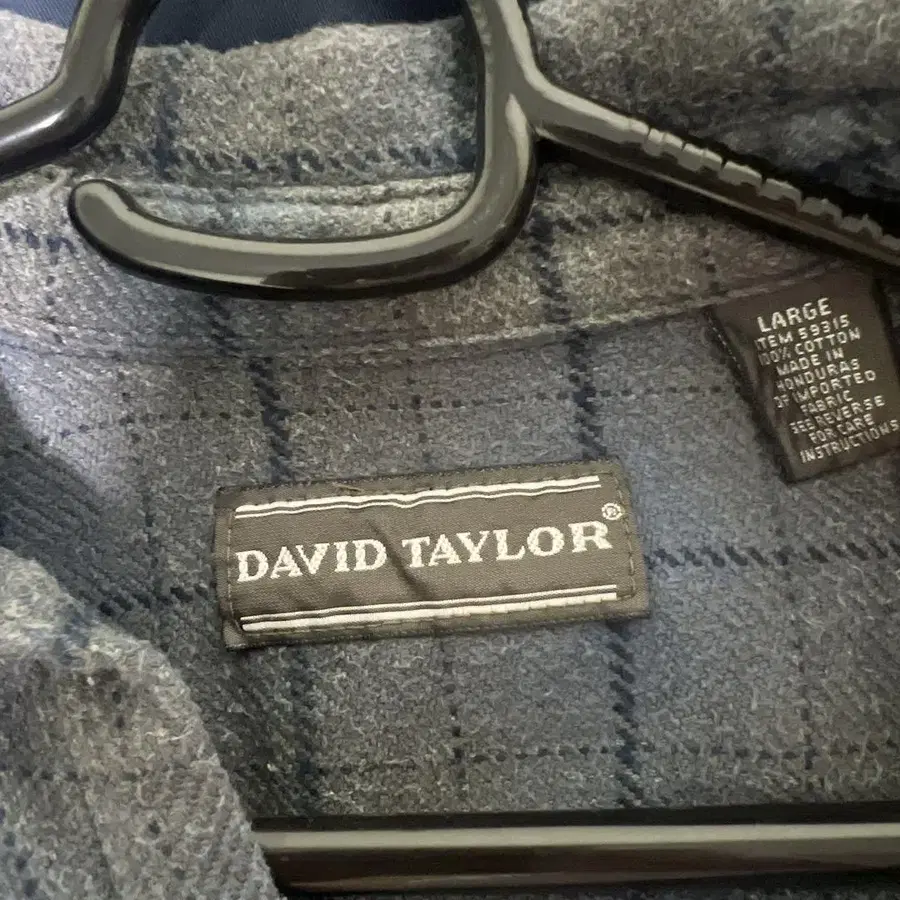 LARGE
ITEM 59315
100% COTTON
MADE IN
HONDURAS
OF IMPORTED
FABRIC
SEE REVERSE
FOR CARE
INSTRUCTIONS
DAVID TAYLOR®